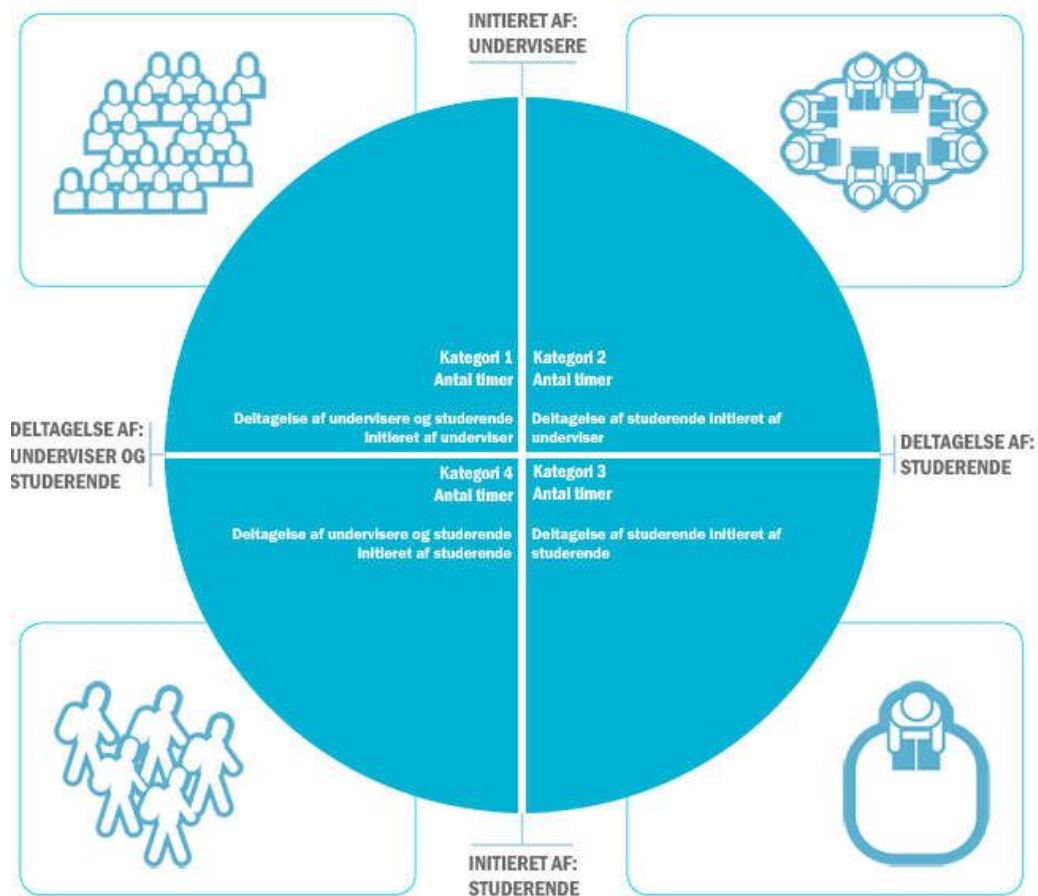 INITIERET AF:
UNDERVISERE
Kategori 1
Antal timer
Deltagelse af undervisere og studerende
initieret af underviser
Kategori 2
Antal timer
Deltagelse af studerende initieret af
underviser
DELTAGELSE AF:
UNDERVISER OG
STUDERENDE
DELTAGELSE AF:
STUDERENDE
Kategori 4
Antal timer
Deltagelse af undervisere og studerende
initieret af studerende
Kategori 3
Antal timer
Deltagelse af studerende initieret af
studerende
INITIERET AF:
STUDERENDE